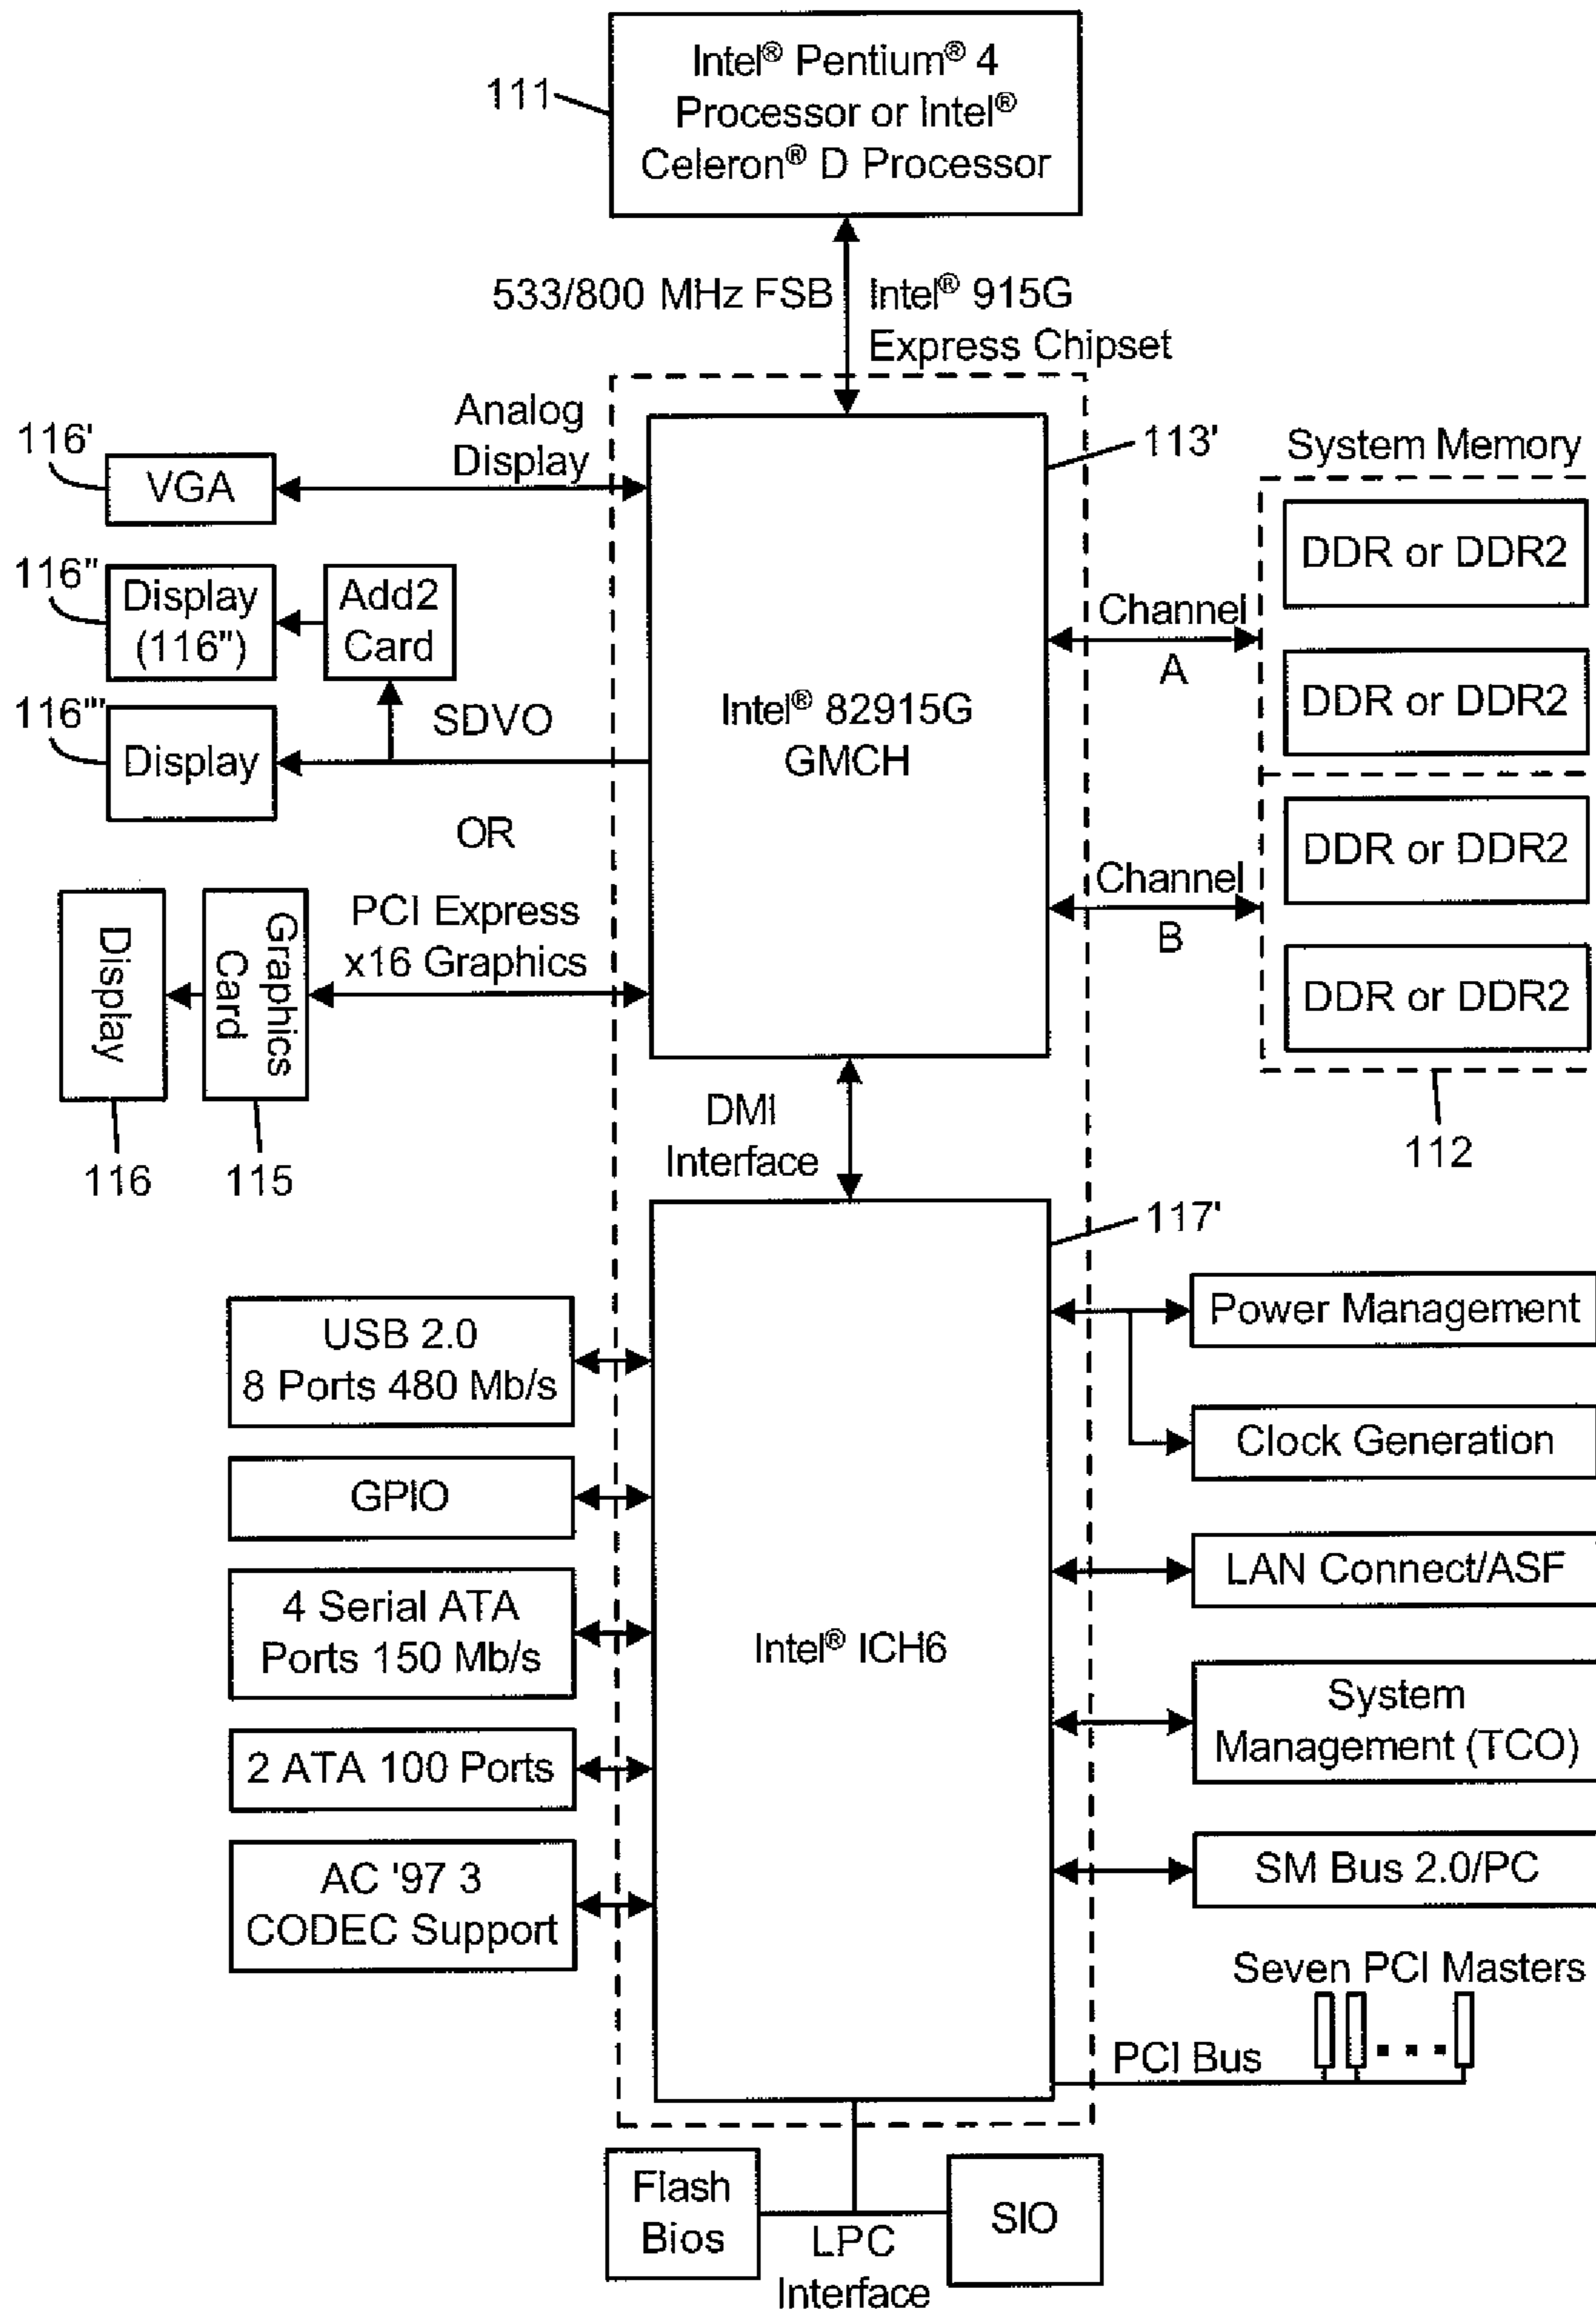 Intel® Pentium® 4
Processor or Intel®
Celeron® D Processor
111
533/800 MHz FSB
Intel® 915G
Express Chipset
Analog
Display
116'
VGA
113'
System Memory
DDR or DDR2
DDR or DDR2
DDR or DDR2
DDR or DDR2
112
116"
Display
(116")
Add2
Card
Channel
A
116'"
Display
SDVO
Intel® 82915G
GMCH
OR
Channel
B
Display
Graphics
Card
PCI Express
x16 Graphics
116
115
DMI
Interface
117'
USB 2.0
8 Ports 480 Mb/s
GPIO
4 Serial ATA
Ports 150 Mb/s
2 ATA 100 Ports
AC '97 3
CODEC Support
Intel® ICH6
Power Management
Clock Generation
LAN Connect/ASF
System
Management (TCO)
SM Bus 2.0/PC
Seven PCI Masters
PCI Bus
Flash
Bios
LPC
Interface
SIO